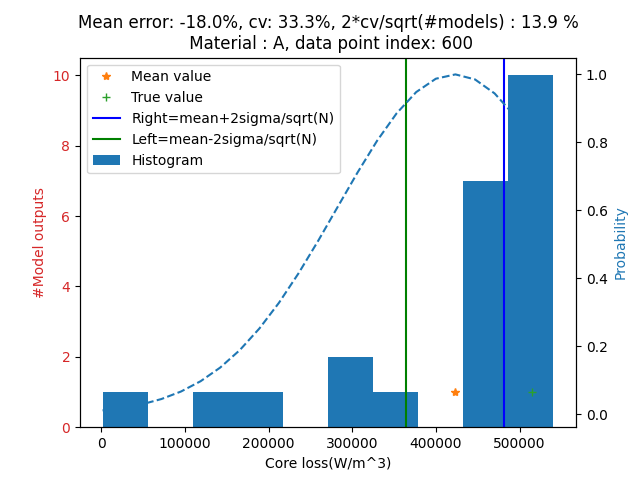 Mean error: -18.0%, cv: 33.3%, 2*cv/sqrt(#models) : 13.9 %
Material : A, data point index: 600
Mean value
True value
Right=mean+2sigma/sqrt(N)
Left=mean-2sigma/sqrt(N)
Histogram
#Model outputs
10
8
6
4
2
0
0
100000
200000
300000
400000
500000
Core loss(W/m^3)
1.0
0.8
0.6
0.4
0.2
0.0
Probability